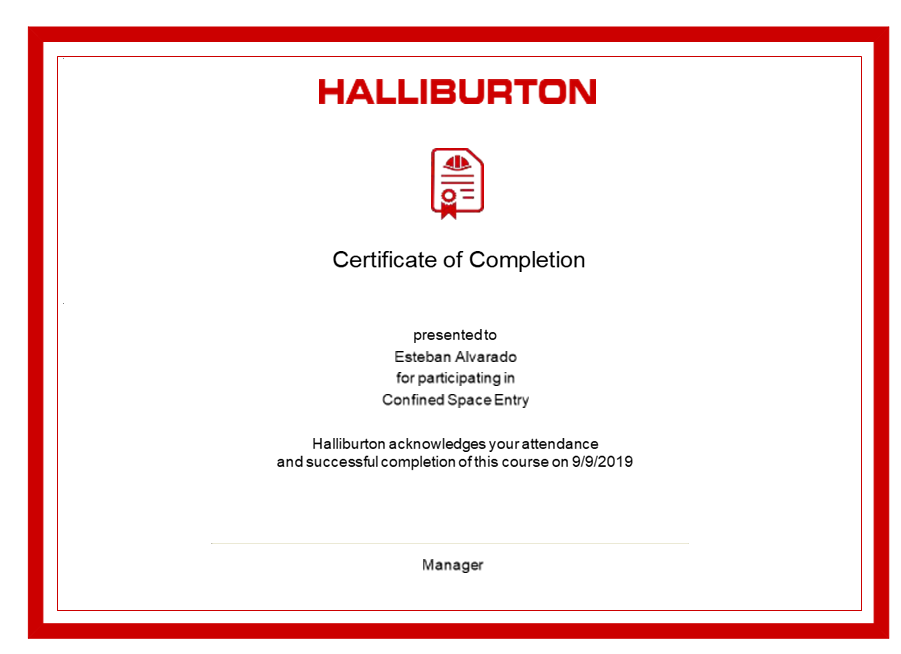 HALLIBURTON
Certificate of Completion
presented to
Esteban Alvarado
for participating in
Confined Space Entry
Halliburton acknowledges your attendance
and successful completion of this course on 9/9/2019
Manager